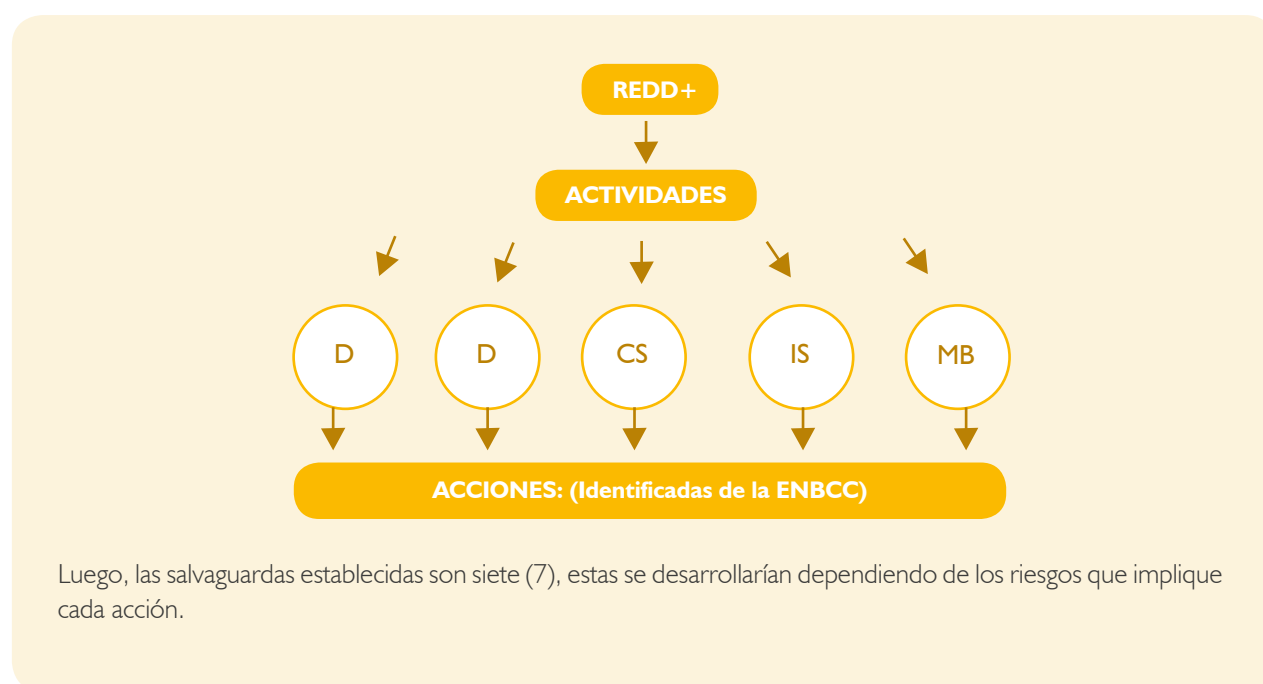 REDD+
ACTIVIDADES
D D CS IS MB
ACCIONES: (Identificadas de la ENBCC)
Luego, las salvaguardas establecidas son siete (7), estas se desarrollarían dependiendo de los riesgos que implique
cada acción.